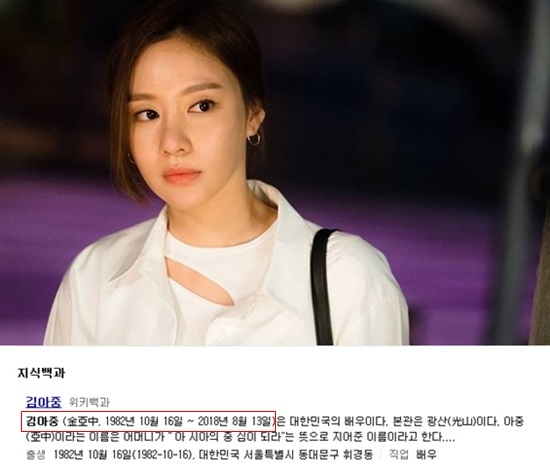 지식백과
김아중 위키백과
김아중 (金亞中, 1982년 10월 16일 ~ 2018년 8월 13일)은 대한민국의 배우이다. 본관은 광산(光山)이다. 아중
(亞中)이라는 이름은 어머니가 " 아 시아의 중 심이 되라"는 뜻으로 지어준 이름이라고 한다....
출생 1982년 10월 16일(1982-10-16), 대한민국 서울특별시 동대문구 휘경동 | 직업 배우